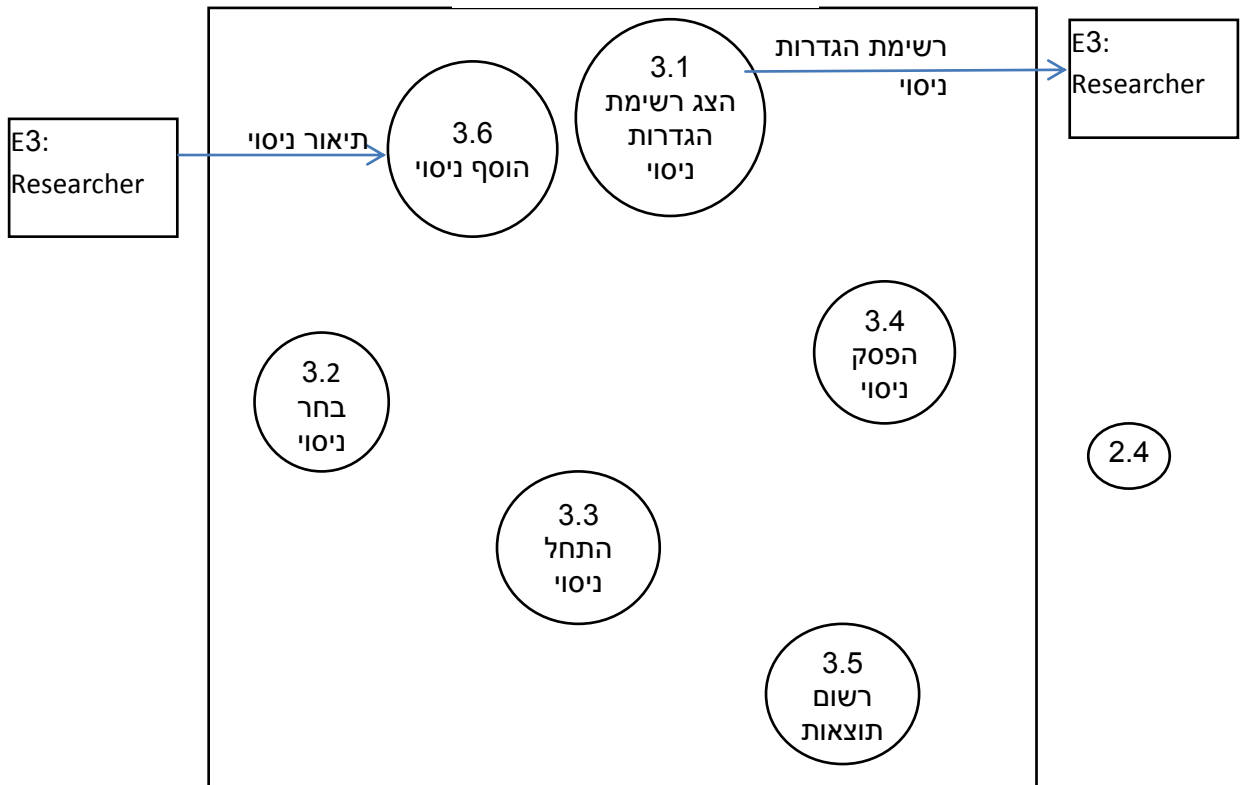 E3:
Researcher
תיאור ניסוי
3.6
הוסף ניסוי
3.1
הצג רשימת
הגדרות
ניסוי
רשימת הגדרות
ניסוי
E3:
Researcher
3.2
בחר
ניסוי
3.4
הפסק
ניסוי
2.4
3.3
התחל
ניסוי
3.5
רשום
תוצאות